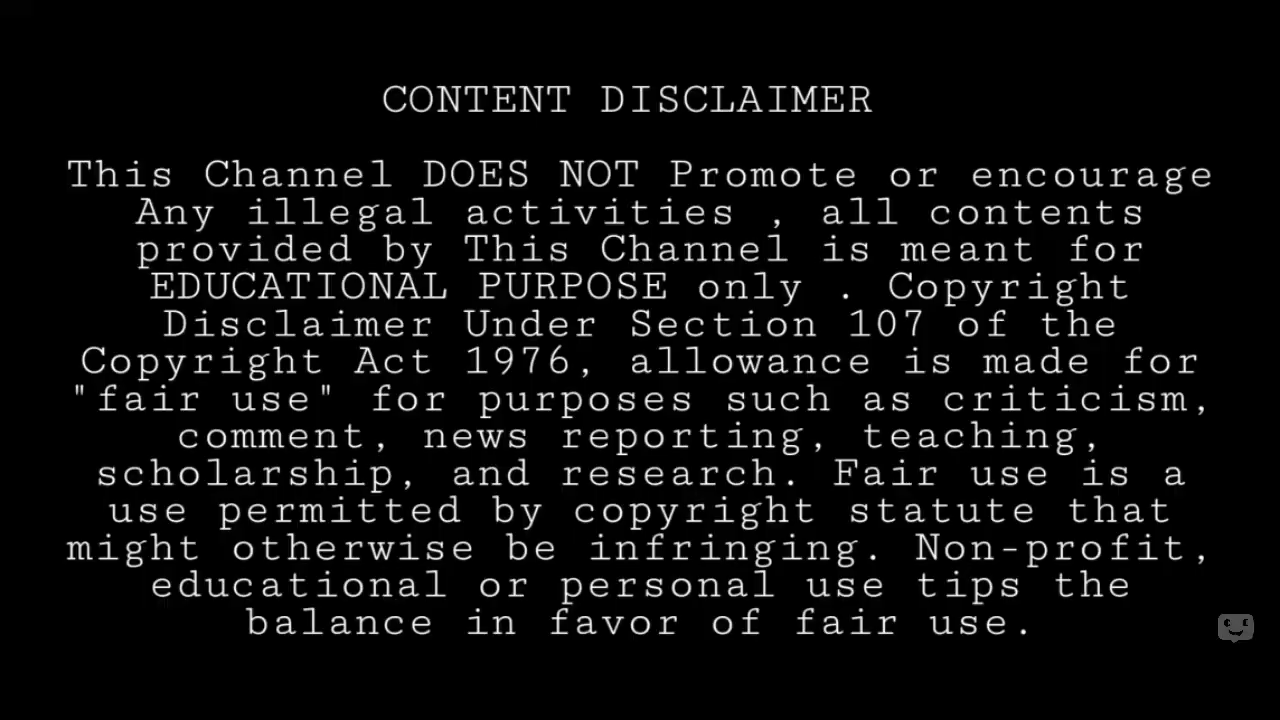 CONTENT DISCLAIMER
This Channel DOES NOT Promote or encourage
Any illegal activities , all contents
provided by This Channel is meant for
EDUCATIONAL PURPOSE only . Copyright
Disclaimer Under Section 107 of the
Copyright Act 1976, allowance is made for
"fair use" for purposes such as criticism,
comment, news reporting, teaching,
scholarship, and research. Fair use is a
use permitted by copyright statute that
might otherwise be infringing. Non-profit,
educational or personal use tips the
balance in favor of fair use.